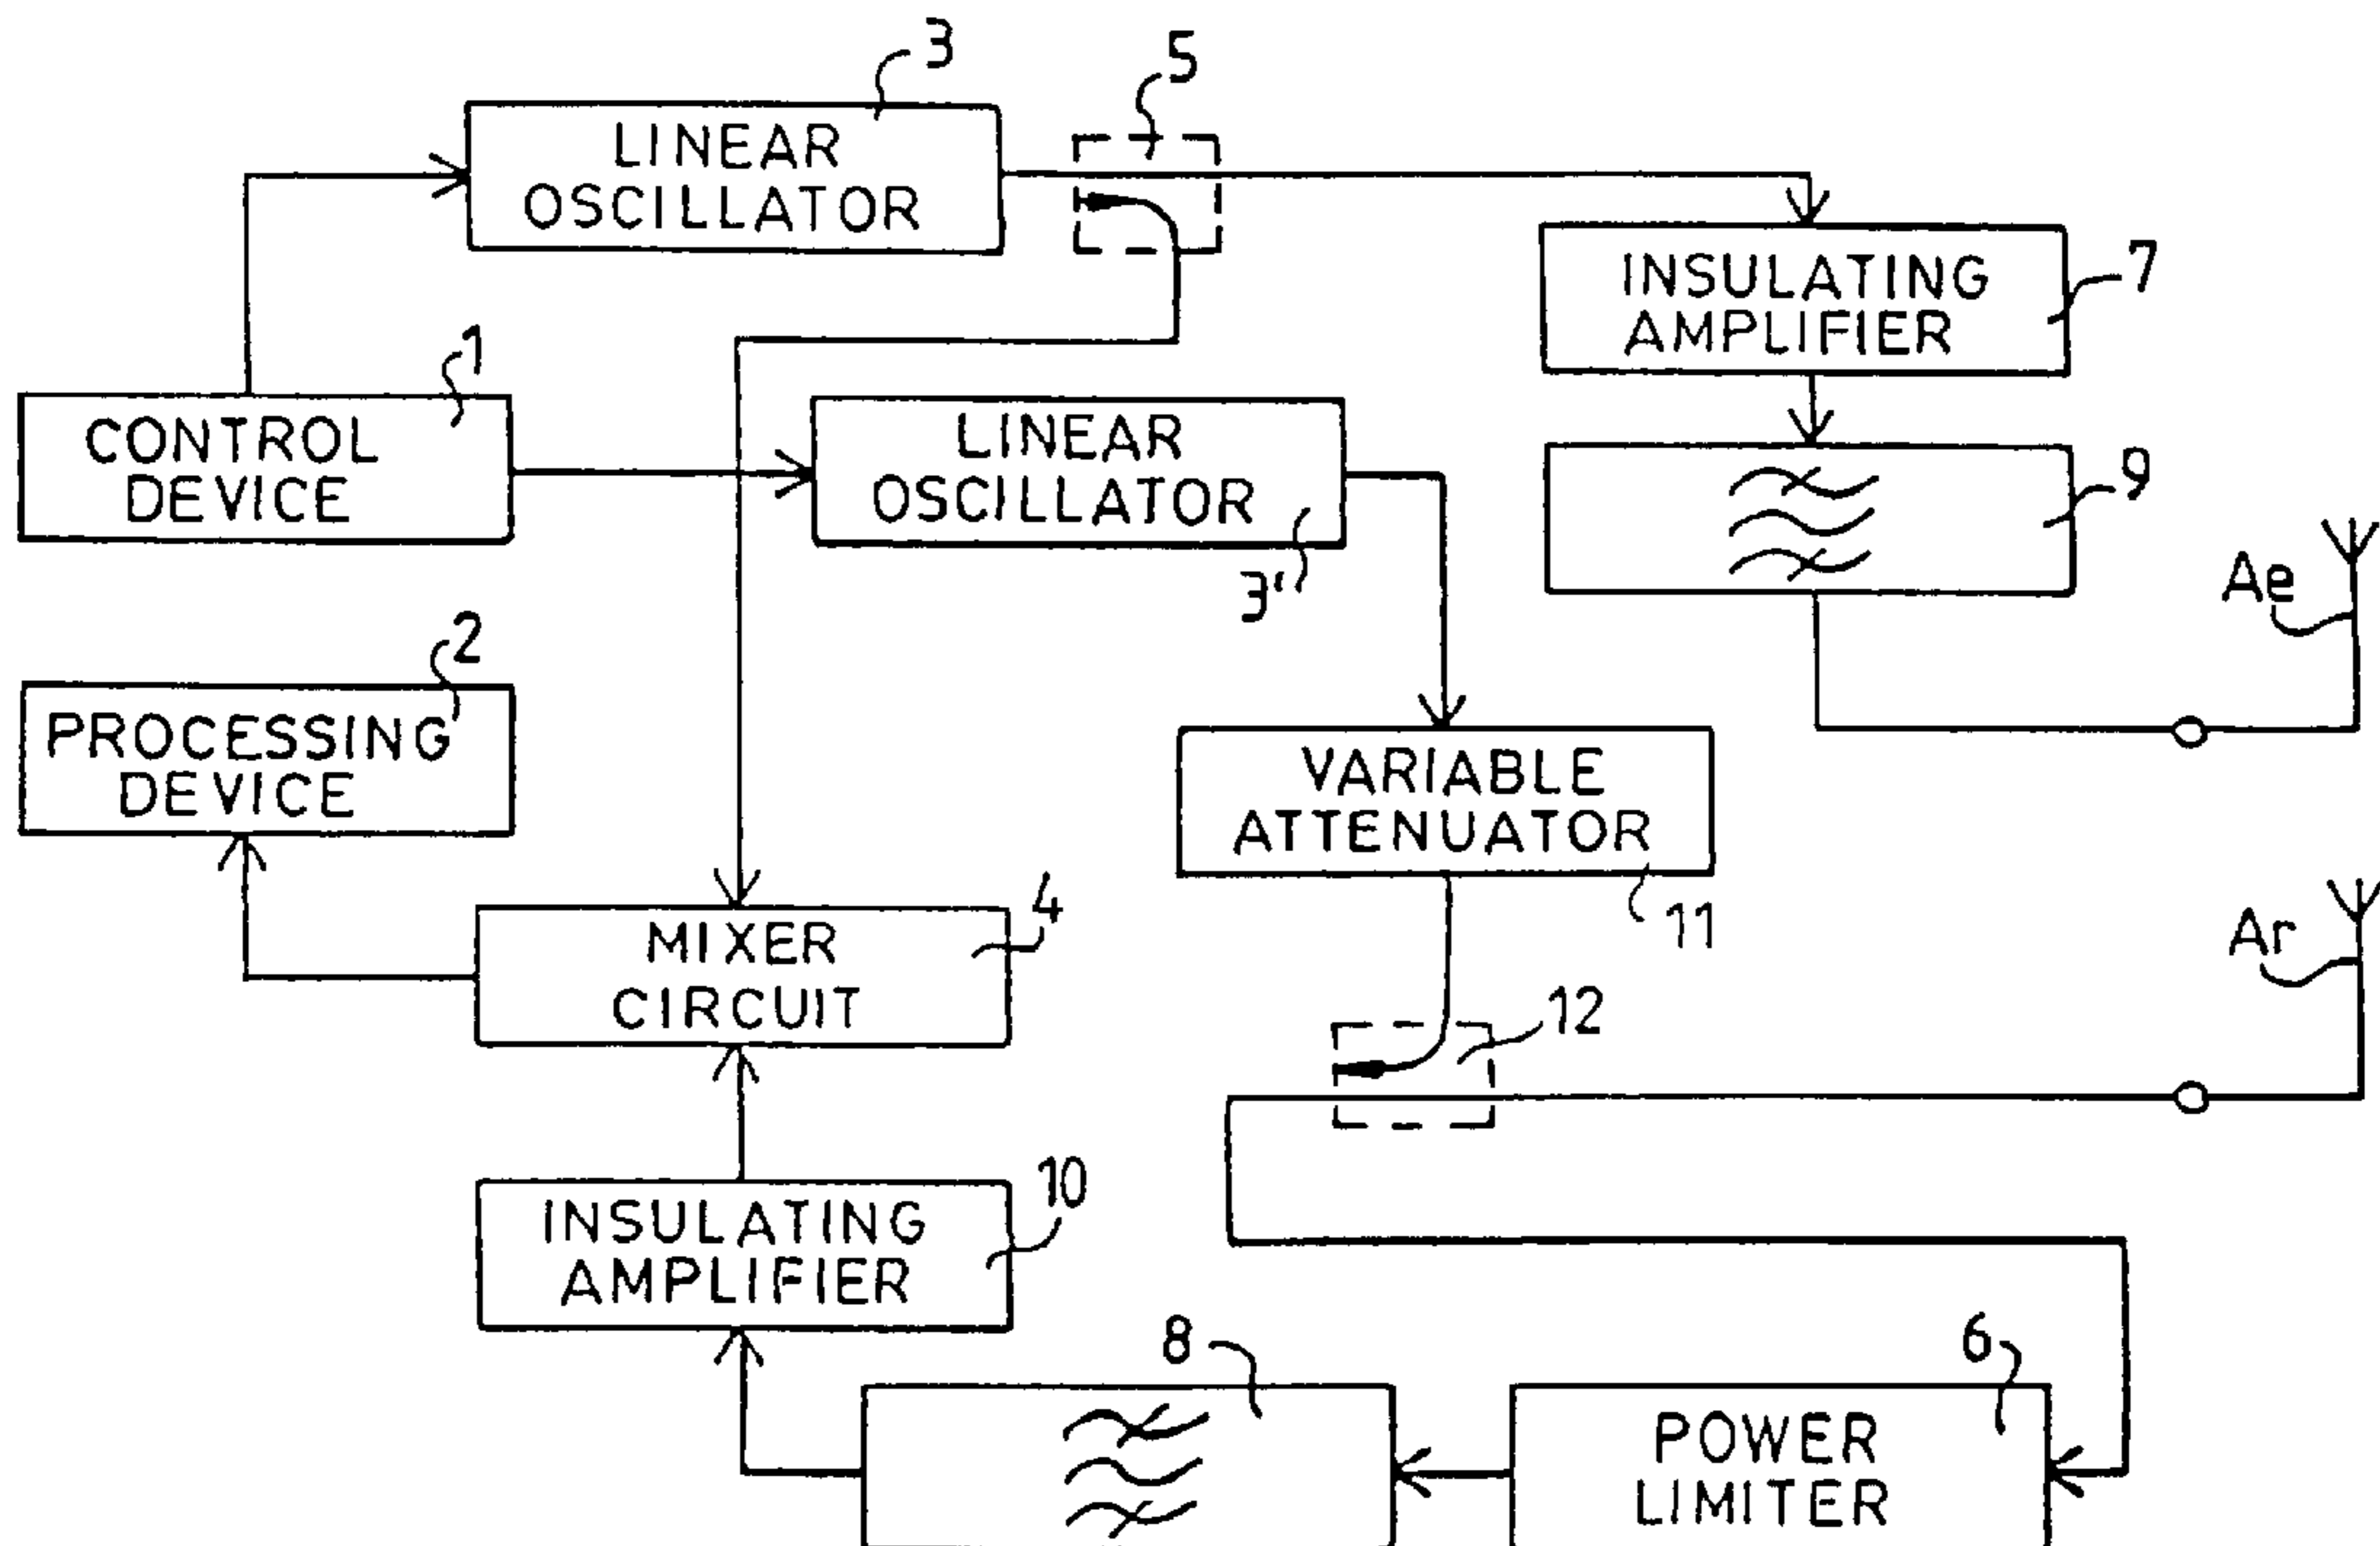 3
5
LINEAR
OSCILLATOR
7
INSULATING
AMPLIFIER
1
CONTROL
DEVICE
LINEAR
OSCILLATOR
3'
9
Ae
2
PROCESSING
DEVICE
VARIABLE
ATTENUATOR
11
4
MIXER
CIRCUIT
Ar
12
10
INSULATING
AMPLIFIER
8
6
POWER
LIMITER